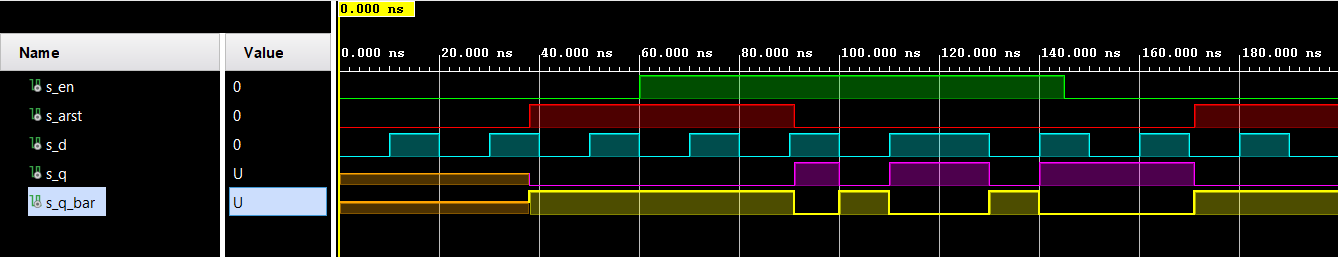 0.000 ns
Name Value
0.000 ns 20.000 ns 40.000 ns 60.000 ns 80.000 ns 100.000 ns 120.000 ns 140.000 ns 160.000 ns 180.000 ns
s_en 0
s_arst 0
s_d 0
s_q U
s_q_bar U